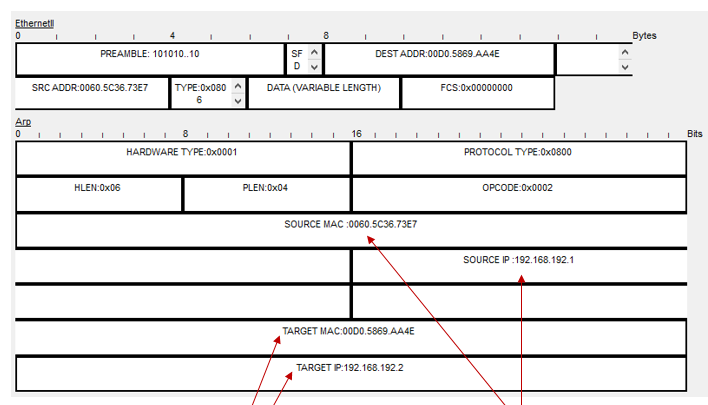 EthernetII
0 4 8 Bytes
PREAMBLE: 101010..10
SF
D
DEST ADDR:00D0.5869.AA4E
SRC ADDR:0060.5C36.73E7
TYPE:0x080
6
DATA (VARIABLE LENGTH)
FCS:0x00000000
Arp
0 8 16 Bits
HARDWARE TYPE:0x0001
PROTOCOL TYPE:0x0800
HLEN:0x06
PLEN:0x04
OPCODE:0x0002
SOURCE MAC :0060.5C36.73E7
SOURCE IP :192.168.192.1
TARGET MAC:00D0.5869.AA4E
TARGET IP:192.168.192.2